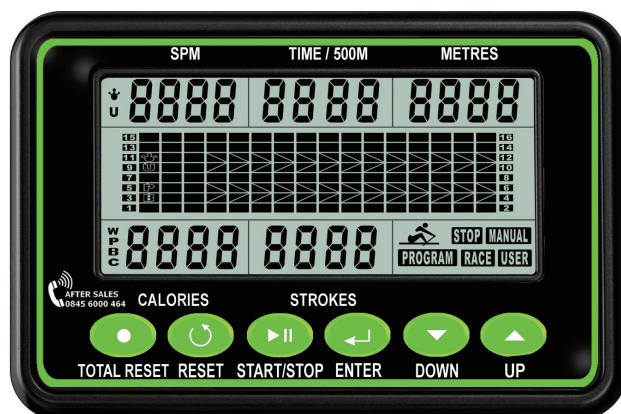 SPM TIME / 500M METRES
U 8888 8888 8888
15 16
13 14
11 12
9 U 10
7 8
5 P 6
3 B 4
1 2
W
P
B
C
8888 8888
STOP MANUAL
PROGRAM RACE USER
AFTER SALES
0845 6000 464
CALORIES STROKES
TOTAL RESET RESET START/STOP ENTER DOWN UP